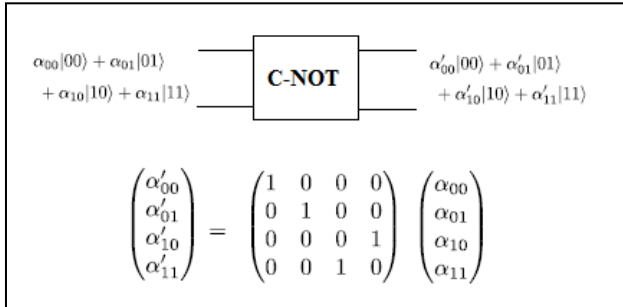 α₀₀|00⟩ + α₀₁|01⟩
+ α₁₀|10⟩ + α₁₁|11⟩
C-NOT
α′₀₀|00⟩ + α′₀₁|01⟩
+ α′₁₀|10⟩ + α′₁₁|11⟩
(α′₀₀) = (1 0 0 0) (α₀₀)
(α′₀₁) (0 1 0 0) (α₀₁)
(α′₁₀) (0 0 0 1) (α₁₀)
(α′₁₁) (0 0 1 0) (α₁₁)